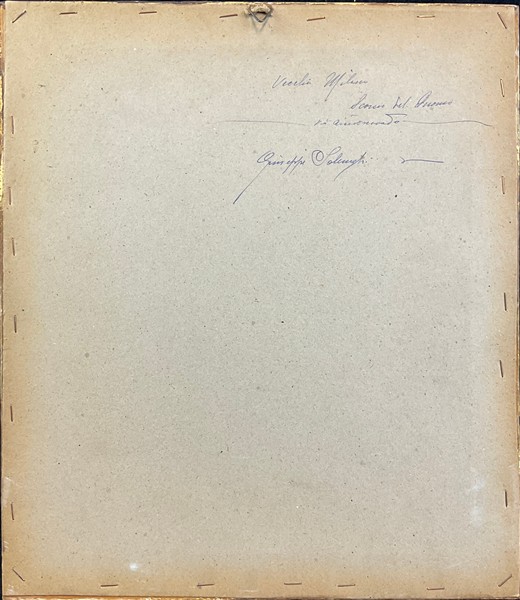 Vecchia Milano
Scorcio del Duomo
Giuseppe Solenghi